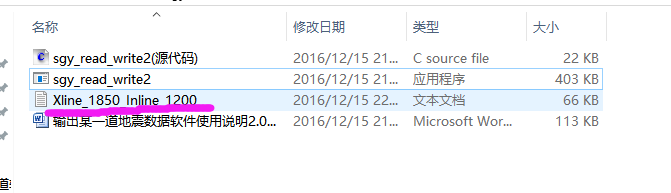 名称 修改日期 类型 大小
sgy_read_write2(源代码) 2016/12/15 21... C source file 22 KB
sgy_read_write2 2016/12/15 21... 应用程序 403 KB
Xline_1850_Inline_1200 2016/12/15 22... 文本文档 66 KB
输出某一道地震数据软件使用说明2.0... 2016/12/15 21... Microsoft Wor... 113 KB